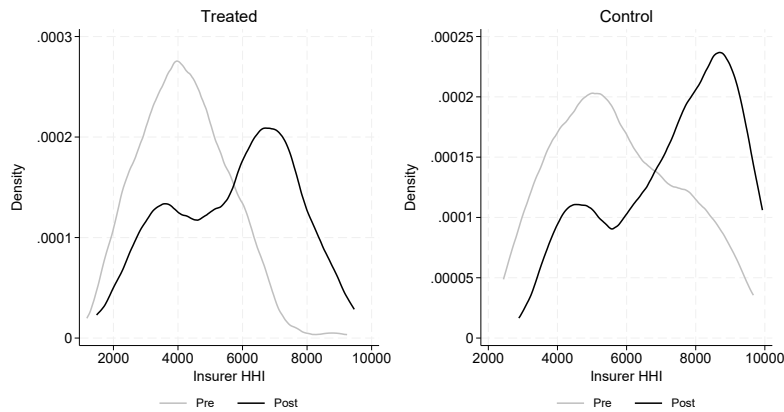 Treated
Density
.0003
.0002
.0001
0
2000 4000 6000 8000 10000
Insurer HHI
Pre Post
Control
Density
.00025
.0002
.00015
.0001
.00005
0
2000 4000 6000 8000 10000
Insurer HHI
Pre Post